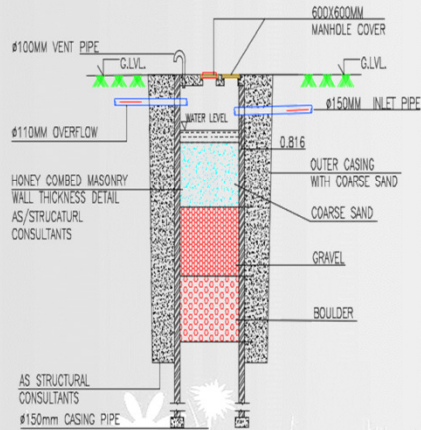 600X600MM
MANHOLE COVER
ø100MM VENT PIPE
G.LVL.
G.LVL.
ø150MM INLET PIPE
WATER LEVEL
ø110MM OVERFLOW
0.816
OUTER CASING
WITH COARSE SAND
HONEY COMBED MASONRY
WALL THICKNESS DETAIL
AS/STRUCATURL
CONSULTANTS
COARSE SAND
GRAVEL
BOULDER
AS STRUCTURAL
CONSULTANTS
ø150mm CASING PIPE